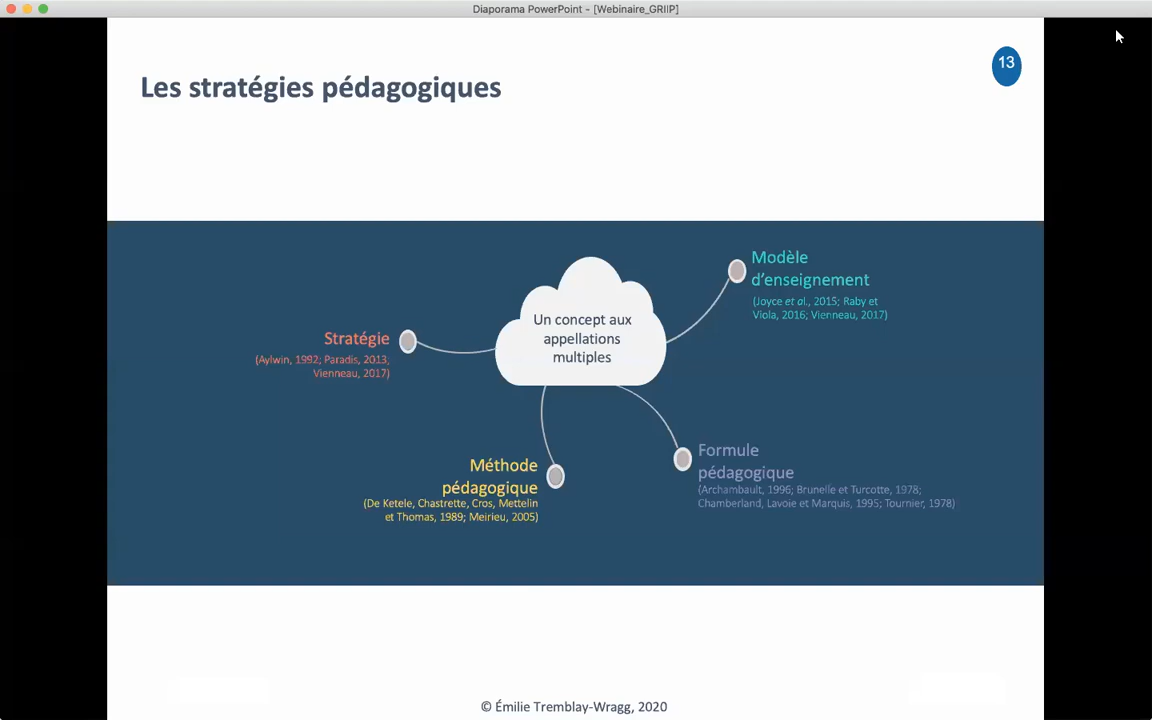 Diaporama PowerPoint - [Webinaire_GRIIP]
13
Les stratégies pédagogiques
Modèle
d'enseignement
(Joyce et al., 2015; Raby et
Viola, 2016; Vienneau, 2017)
Un concept aux
appellations
multiples
Stratégie
(Aylwin, 1992; Paradis, 2013;
Vienneau, 2017)
Méthode
pédagogique
(De Ketele, Chastrette, Cros, Mettelin
et Thomas, 1989; Meirieu, 2005)
Formule
pédagogique
(Archambault, 1996; Brunelle et Turcotte, 1978;
Chamberland, Lavoie et Marquis, 1995; Tournier, 1978)
© Émilie Tremblay-Wragg, 2020